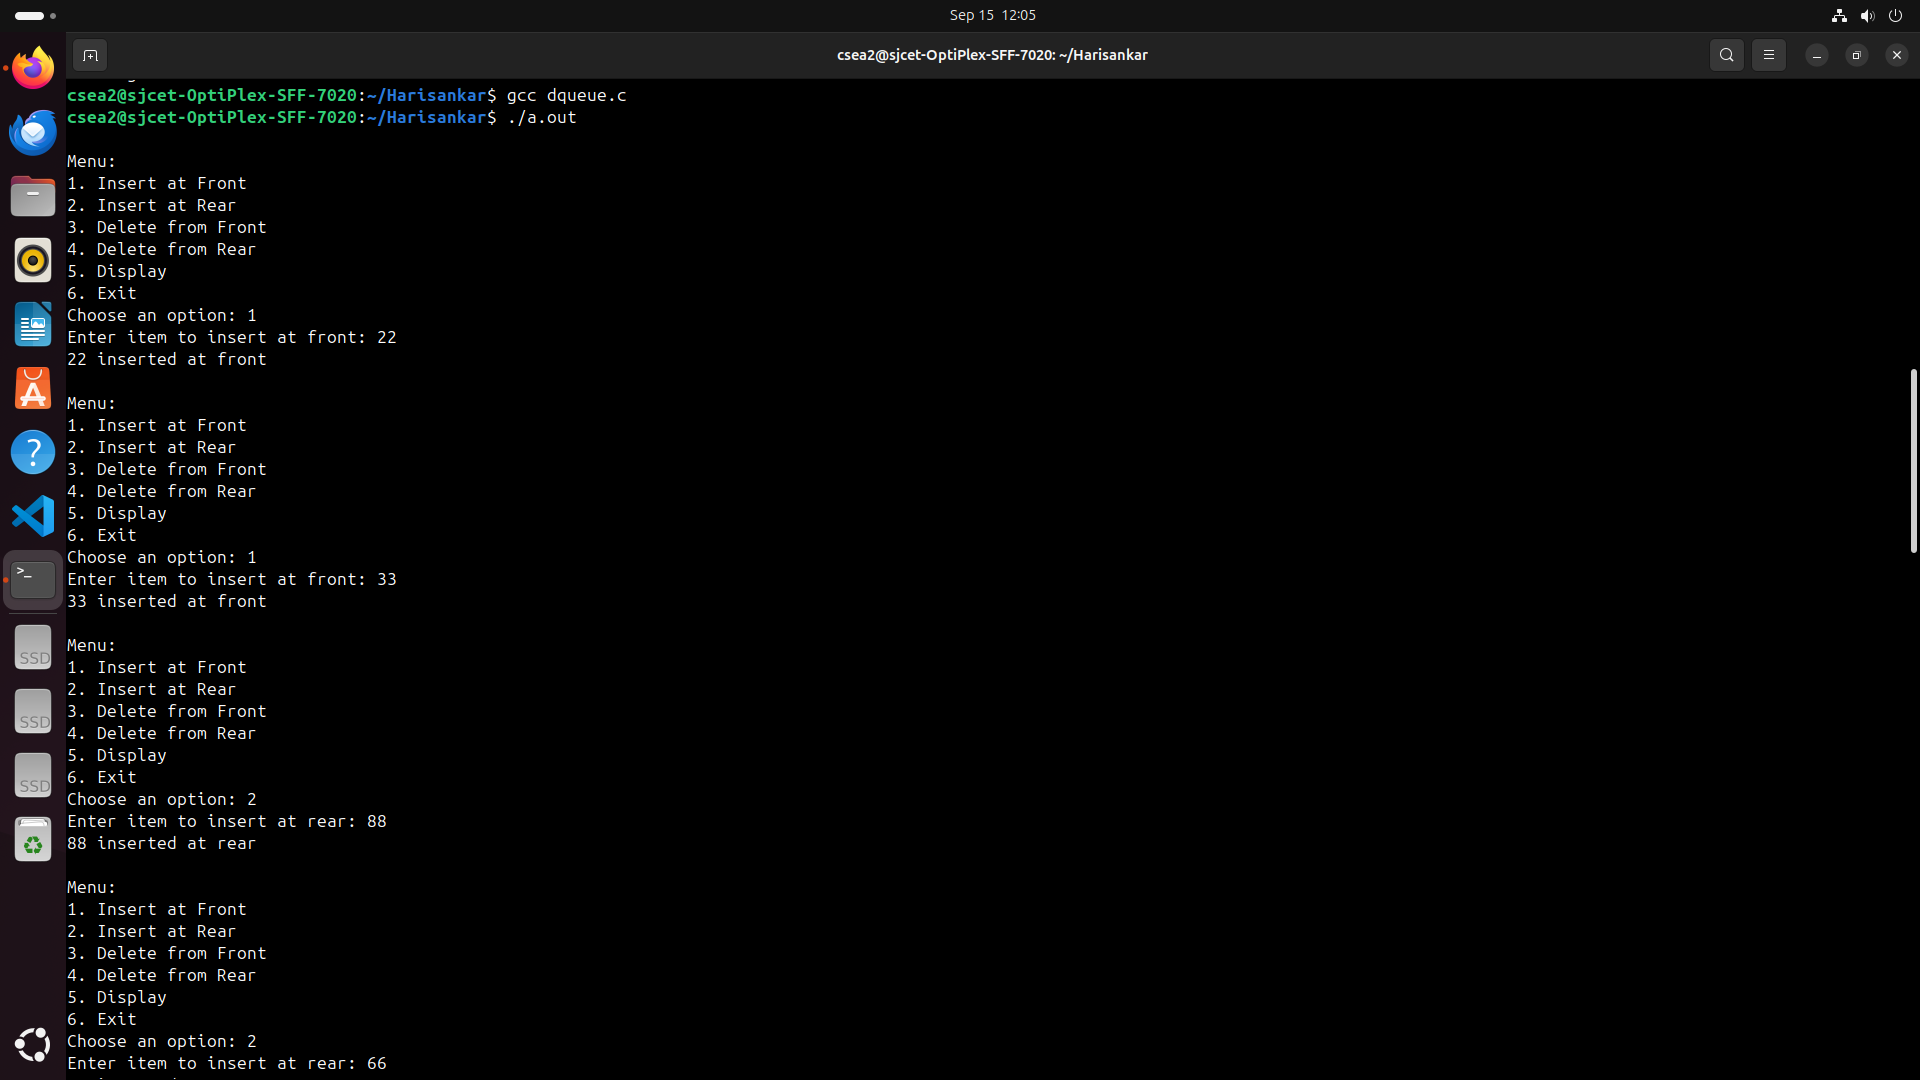 Sep 15 12:05
csea2@sjcet-OptiPlex-SFF-7020: ~/Harisankar
csea2@sjcet-OptiPlex-SFF-7020:~/Harisankar$ gcc dqueue.c
csea2@sjcet-OptiPlex-SFF-7020:~/Harisankar$ ./a.out
Menu:
1. Insert at Front
2. Insert at Rear
3. Delete from Front
4. Delete from Rear
5. Display
6. Exit
Choose an option: 1
Enter item to insert at front: 22
22 inserted at front
Menu:
1. Insert at Front
2. Insert at Rear
3. Delete from Front
4. Delete from Rear
5. Display
6. Exit
Choose an option: 1
Enter item to insert at front: 33
33 inserted at front
Menu:
1. Insert at Front
2. Insert at Rear
3. Delete from Front
4. Delete from Rear
5. Display
6. Exit
Choose an option: 2
Enter item to insert at rear: 88
88 inserted at rear
Menu:
1. Insert at Front
2. Insert at Rear
3. Delete from Front
4. Delete from Rear
5. Display
6. Exit
Choose an option: 2
Enter item to insert at rear: 66
SSD
SSD
SSD